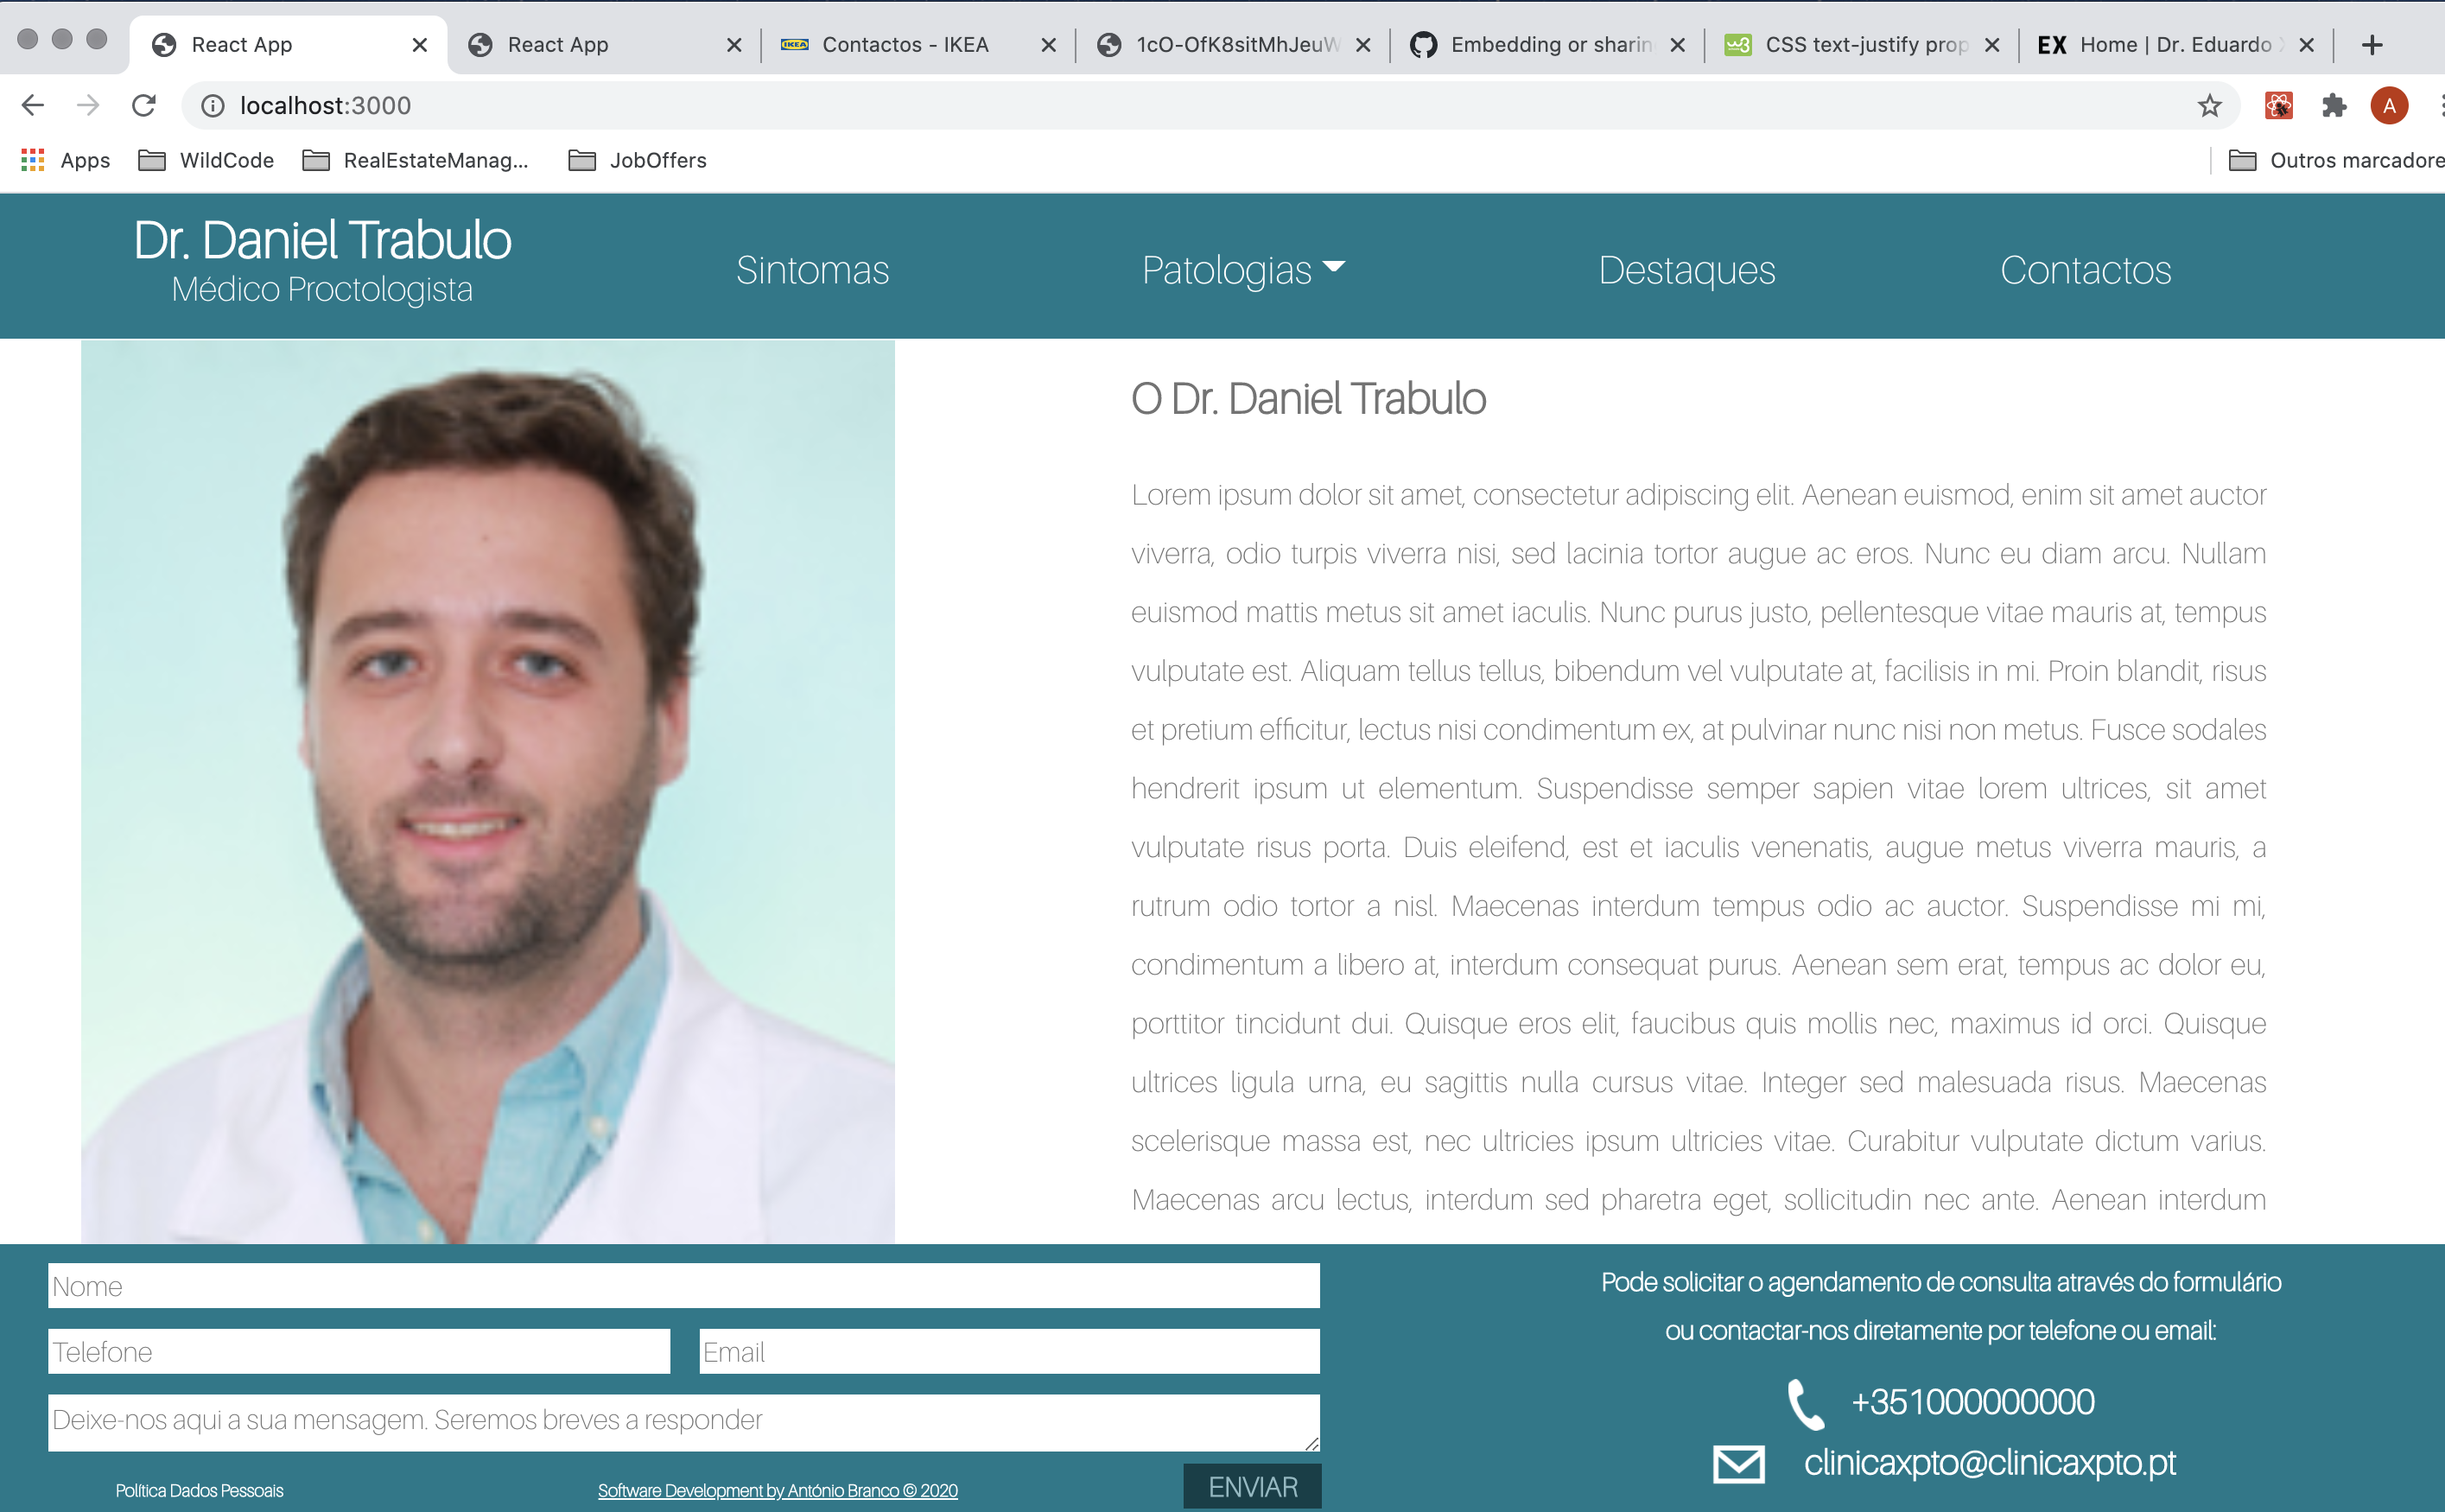 React App
React App
IKEA
Contactos - IKEA
1cO-OfK8sitMhJeuW
Embedding or sharin
CSS text-justify prop
EX
Home | Dr. Eduardo
localhost:3000
A
Apps
WildCode
RealEstateManag...
JobOffers
Outros marcadore
Dr. Daniel Trabulo
Médico Proctologista
Sintomas
Patologias
Destaques
Contactos
O Dr. Daniel Trabulo
Lorem ipsum dolor sit amet, consectetur adipiscing elit. Aenean euismod, enim sit amet auctor
viverra, odio turpis viverra nisi, sed lacinia tortor augue ac eros. Nunc eu diam arcu. Nullam
euismod mattis metus sit amet iaculis. Nunc purus justo, pellentesque vitae mauris at, tempus
vulputate est. Aliquam tellus tellus, bibendum vel vulputate at, facilisis in mi. Proin blandit, risus
et pretium efficitur, lectus nisi condimentum ex, at pulvinar nunc nisi non metus. Fusce sodales
hendrerit ipsum ut elementum. Suspendisse semper sapien vitae lorem ultrices, sit amet
vulputate risus porta. Duis eleifend, est et iaculis venenatis, augue metus viverra mauris, a
rutrum odio tortor a nisl. Maecenas interdum tempus odio ac auctor. Suspendisse mi mi,
condimentum a libero at, interdum consequat purus. Aenean sem erat, tempus ac dolor eu,
porttitor tincidunt dui. Quisque eros elit, faucibus quis mollis nec, maximus id orci. Quisque
ultrices ligula urna, eu sagittis nulla cursus vitae. Integer sed malesuada risus. Maecenas
scelerisque massa est, nec ultricies ipsum ultricies vitae. Curabitur vulputate dictum varius.
Maecenas arcu lectus, interdum sed pharetra eget, sollicitudin nec ante. Aenean interdum
Nome
Telefone
Email
Deixe-nos aqui a sua mensagem. Seremos breves a responder
Política Dados Pessoais
Software Development by António Branco © 2020
ENVIAR
Pode solicitar o agendamento de consulta através do formulário
ou contactar-nos diretamente por telefone ou email:
+351000000000
clinicaxpto@clinicaxpto.pt